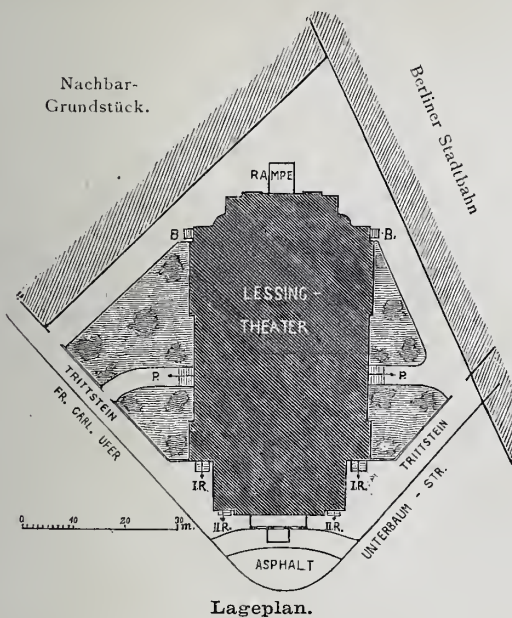 Nachbar-
Grundstück.
Berliner Stadtbahn
RAMPE
B.
B.
LESSING -
THEATER
P.
P.
TRITTSTEIN
FR. CARL. UFER
TRITTSTEIN
UNTERBAUM - STR.
I.R.
I.R.
II.R.
II.R.
10 0 10 20 30 m.
ASPHALT
Lageplan.